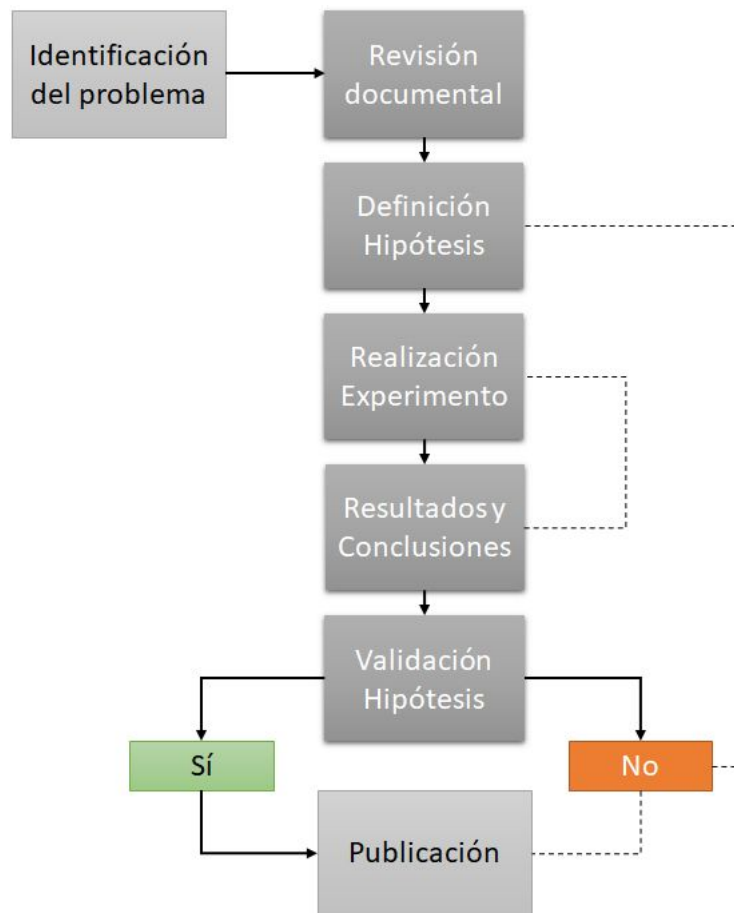 Identificación
del problema
Revisión
documental
Definición
Hipótesis
Realización
Experimento
Resultados y
Conclusiones
Validación
Hipótesis
Sí
No
Publicación